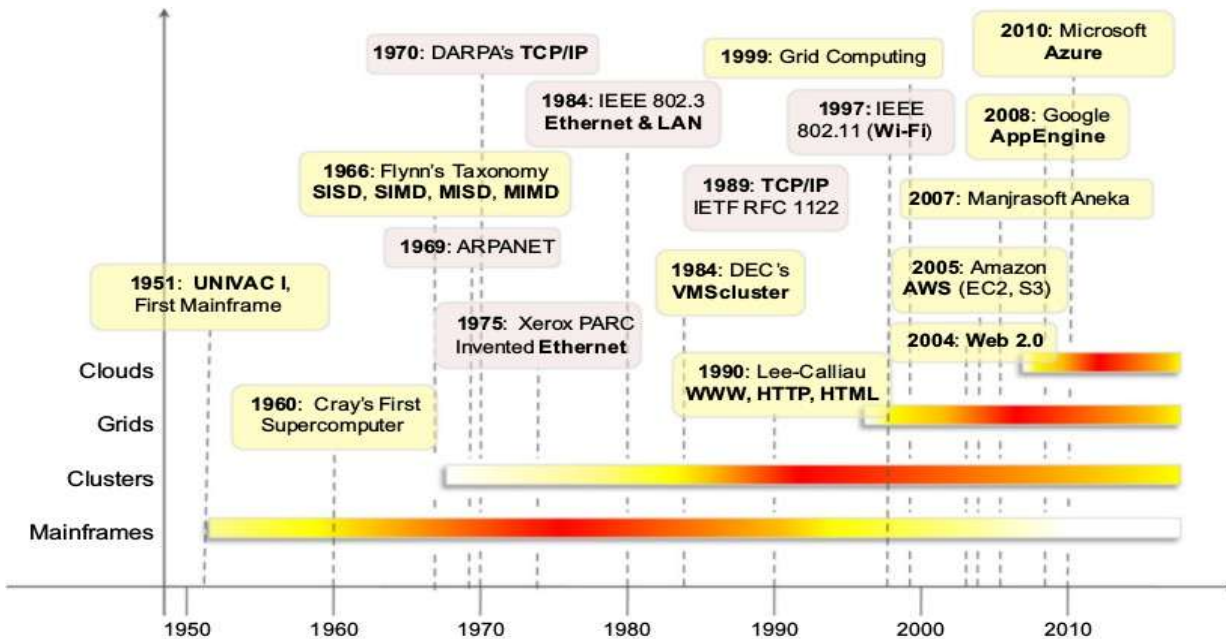 1970: DARPA's TCP/IP
1999: Grid Computing
2010: Microsoft
Azure
1984: IEEE 802.3
Ethernet & LAN
1997: IEEE
802.11 (Wi-Fi)
2008: Google
AppEngine
1966: Flynn's Taxonomy
SISD, SIMD, MISD, MIMD
1989: TCP/IP
IETF RFC 1122
2007: Manjrasoft Aneka
1969: ARPANET
1951: UNIVAC I,
First Mainframe
1984: DEC's
VMScluster
2005: Amazon
AWS (EC2, S3)
1975: Xerox PARC
Invented Ethernet
2004: Web 2.0
1990: Lee-Calliau
WWW, HTTP, HTML
1960: Cray's First
Supercomputer
Clouds
Grids
Clusters
Mainframes
1950 1960 1970 1980 1990 2000 2010